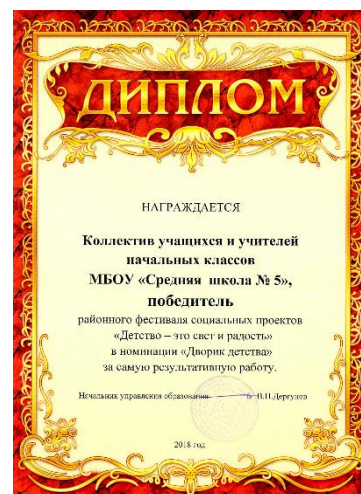 ДИПЛОМ
НАГРАЖДАЕТСЯ
Коллектив учащихся и учителей
начальных классов
МБОУ «Средняя школа № 5»,
победитель
районного фестиваля социальных проектов
«Детство – это свет и радость»
в номинации «Дворик детства»
за самую результативную работу.
Начальник управления образования В.Н.Дергунов
2018 год